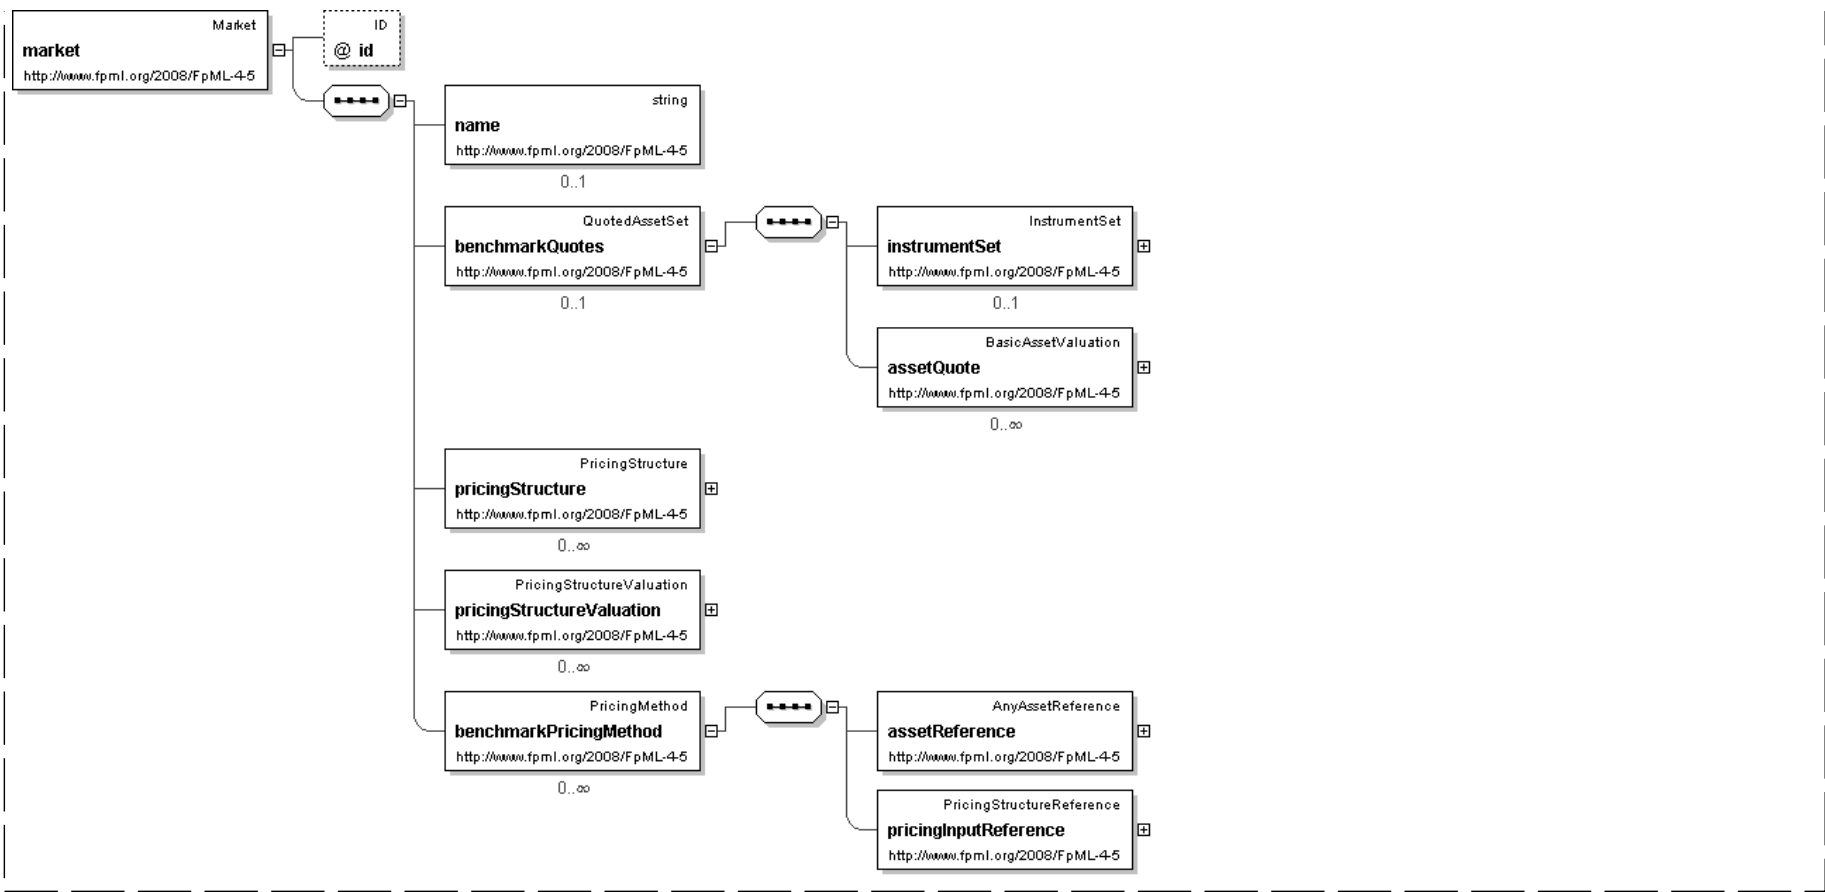 Market
market
http://www.fpml.org/2008/FpML-4-5
ID
@ id
string
name
http://www.fpml.org/2008/FpML-4-5
0..1
QuotedAssetSet
benchmarkQuotes
http://www.fpml.org/2008/FpML-4-5
0..1
InstrumentSet
instrumentSet
http://www.fpml.org/2008/FpML-4-5
0..1
BasicAssetValuation
assetQuote
http://www.fpml.org/2008/FpML-4-5
0..∞
PricingStructure
pricingStructure
http://www.fpml.org/2008/FpML-4-5
0..∞
PricingStructureValuation
pricingStructureValuation
http://www.fpml.org/2008/FpML-4-5
0..∞
PricingMethod
benchmarkPricingMethod
http://www.fpml.org/2008/FpML-4-5
0..∞
AnyAssetReference
assetReference
http://www.fpml.org/2008/FpML-4-5
PricingStructureReference
pricingInputReference
http://www.fpml.org/2008/FpML-4-5